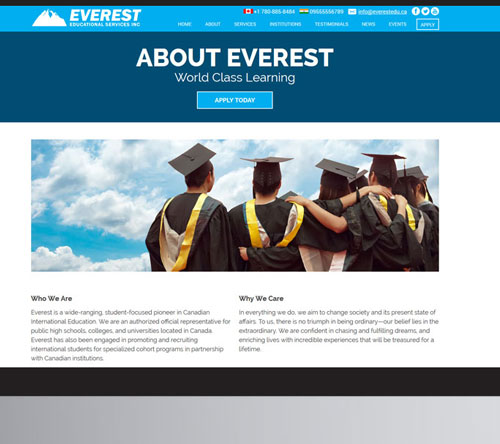 EVEREST
EDUCATIONAL SERVICES INC
+1 780-885-8484 09555556789 info@everestedu.ca
HOME ABOUT SERVICES INSTITUTIONS TESTIMONIALS NEWS EVENTS APPLY
ABOUT EVEREST
World Class Learning
APPLY TODAY
Who We Are
Everest is a wide-ranging, student-focused pioneer in Canadian
International Education. We are an authorized official representative for
public high schools, colleges, and universities located in Canada.
Everest has also been engaged in promoting and recruiting
international students for specialized cohort programs in partnership
with Canadian institutions.
Why We Care
In everything we do, we aim to change society and its present state of
affairs. To us, there is no triumph in being ordinary—our belief lies in the
extraordinary. We are confident in chasing and fulfilling dreams, and
enriching lives with incredible experiences that will be treasured for a
lifetime.